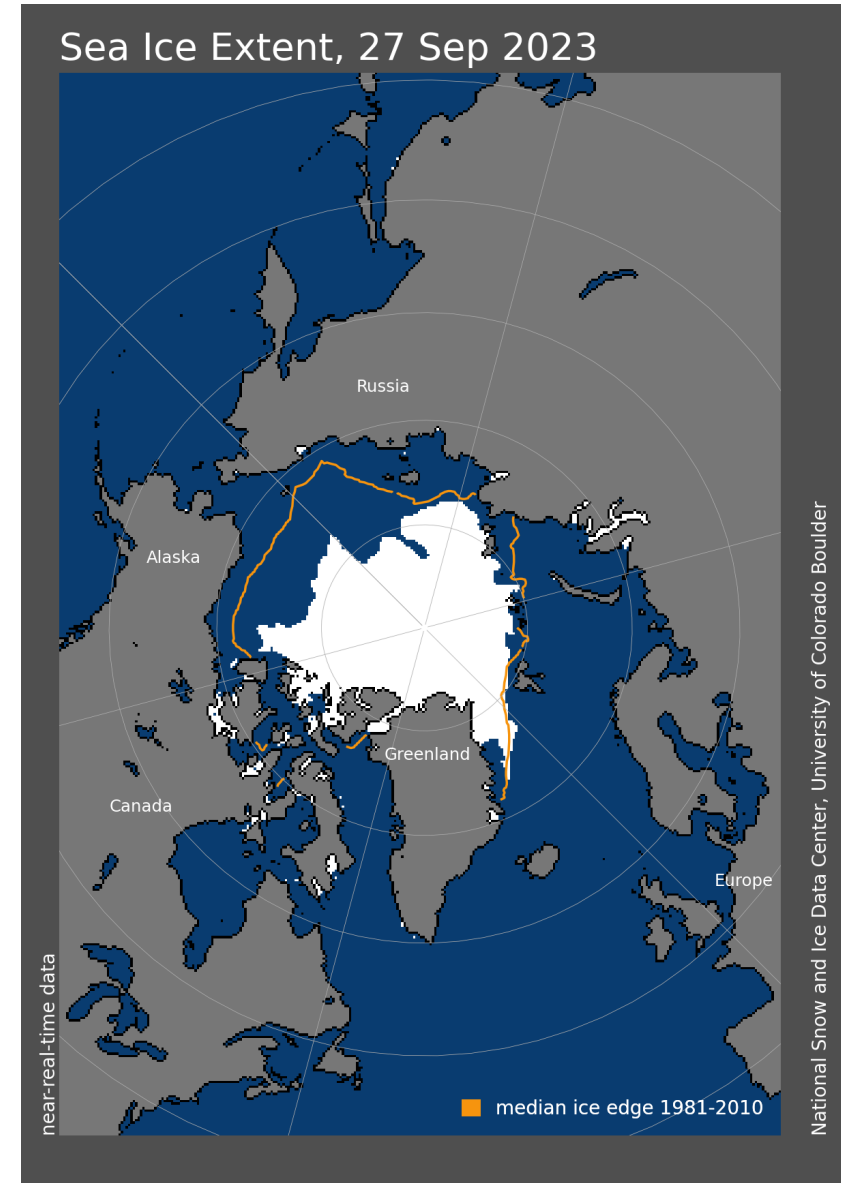 Sea Ice Extent, 27 Sep 2023
Russia
Alaska
Greenland
Canada
Europe
near-real-time data
median ice edge 1981-2010
National Snow and Ice Data Center, University of Colorado Boulder